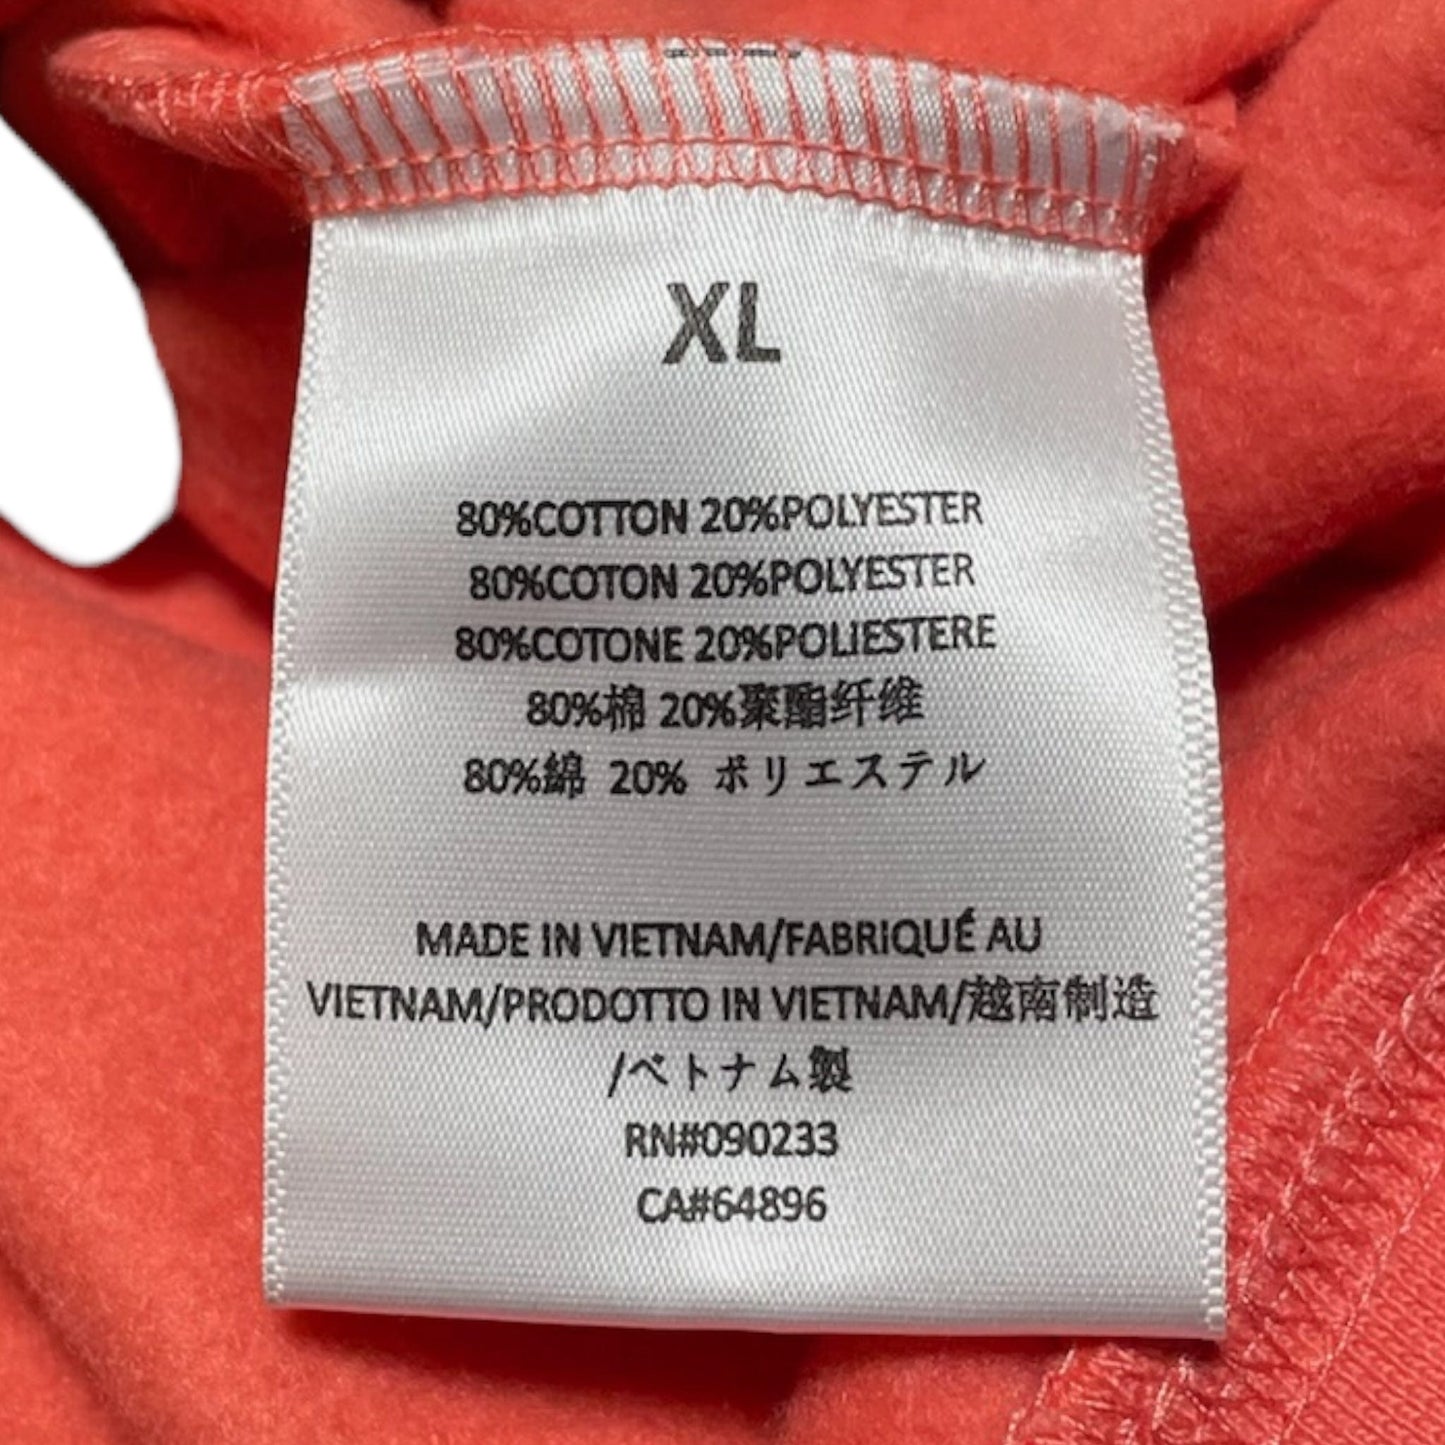 XL
80%COTTON 20%POLYESTER
80%COTON 20%POLYESTER
80%COTONE 20%POLIESTERE
80%棉 20%聚酯纤维
80%綿 20% ポリエステル
MADE IN VIETNAM/FABRIQUÉ AU
VIETNAM/PRODOTTO IN VIETNAM/越南制造
/ベトナム製
RN#090233
CA#64896